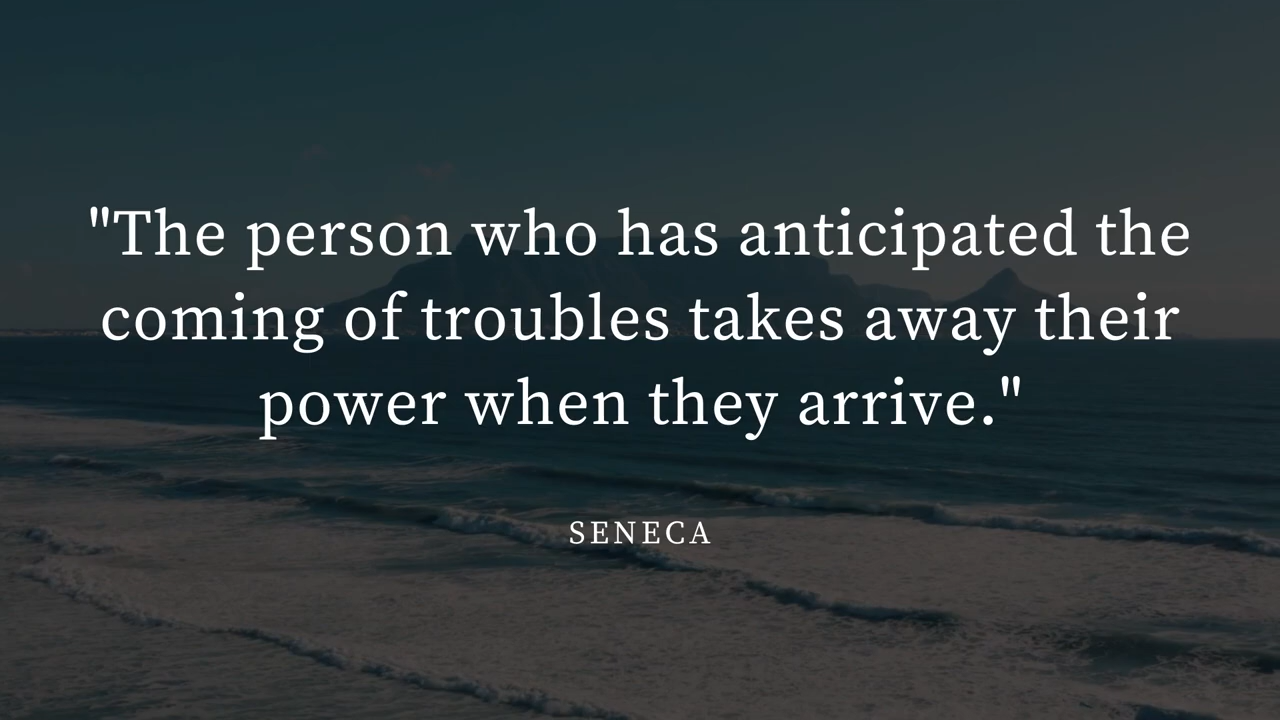 "The person who has anticipated the
coming of troubles takes away their
power when they arrive."
SENECA